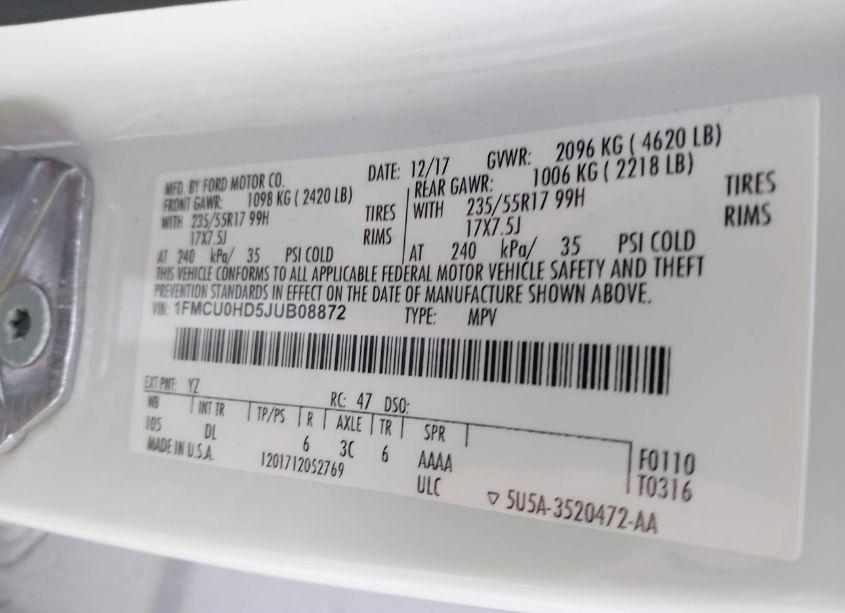 MFD. BY FORD MOTOR CO. DATE: 12/17 GVWR: 2096 KG ( 4620 LB)
FRONT GAWR: 1098 KG ( 2420 LB) REAR GAWR: 1006 KG ( 2218 LB)
WITH 235/55R17 99H TIRES WITH 235/55R17 99H TIRES
17X7.5J RIMS 17X7.5J RIMS
AT 240 kPa/ 35 PSI COLD AT 240 kPa/ 35 PSI COLD
THIS VEHICLE CONFORMS TO ALL APPLICABLE FEDERAL MOTOR VEHICLE SAFETY AND THEFT
PREVENTION STANDARDS IN EFFECT ON THE DATE OF MANUFACTURE SHOWN ABOVE.
VIN: 1FMCU0HD5JUB08872 TYPE: MPV
EXT PNT: YZ RC: 47 DSO:
WB INT TR TP/PS R AXLE TR SPR
105 DL 6 3C 6 AAAA F0110
MADE IN U.S.A. 1201712052769 ULC T0316
▽ 5U5A-3520472-AA